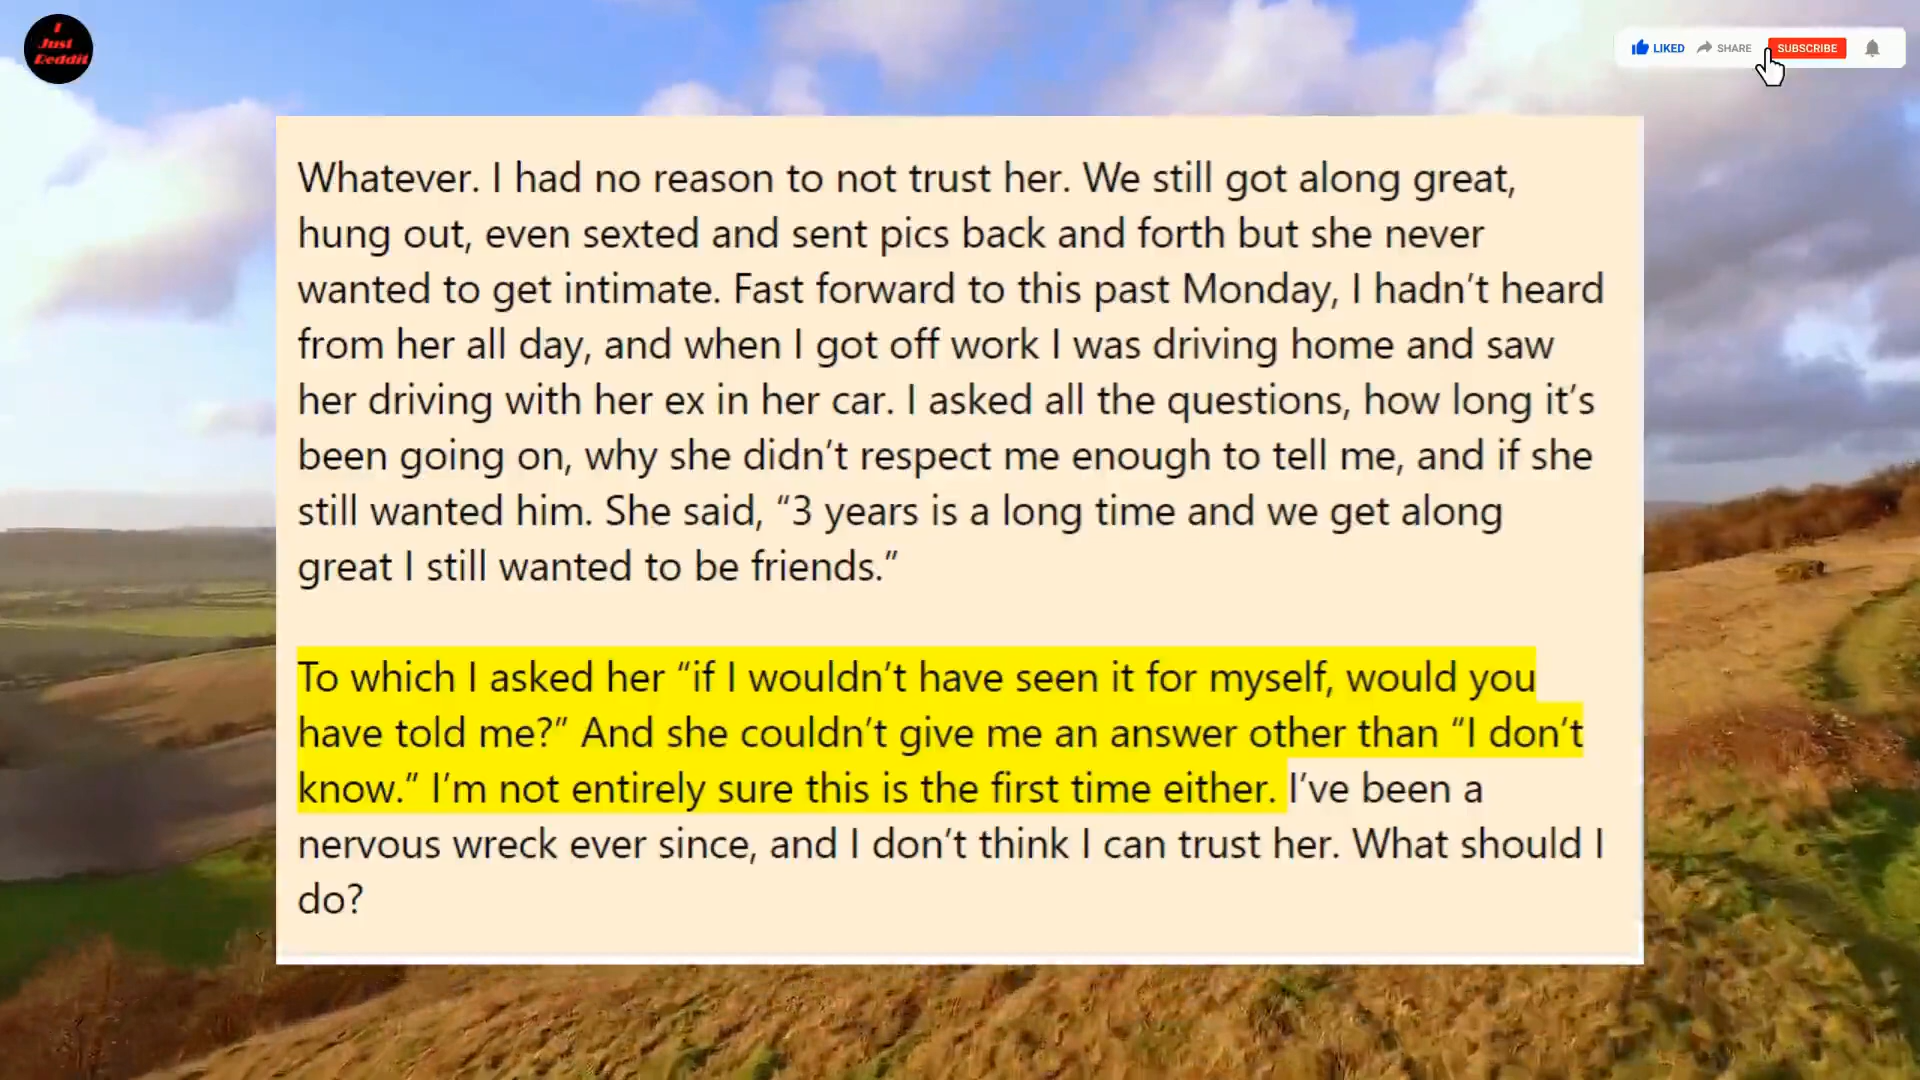 I
Just
Reddit
LIKED SHARE SUBSCRIBE
Whatever. I had no reason to not trust her. We still got along great,
hung out, even sexted and sent pics back and forth but she never
wanted to get intimate. Fast forward to this past Monday, I hadn’t heard
from her all day, and when I got off work I was driving home and saw
her driving with her ex in her car. I asked all the questions, how long it’s
been going on, why she didn’t respect me enough to tell me, and if she
still wanted him. She said, “3 years is a long time and we get along
great I still wanted to be friends.”
To which I asked her “if I wouldn’t have seen it for myself, would you
have told me?” And she couldn’t give me an answer other than “I don’t
know.” I’m not entirely sure this is the first time either. I’ve been a
nervous wreck ever since, and I don’t think I can trust her. What should I
do?